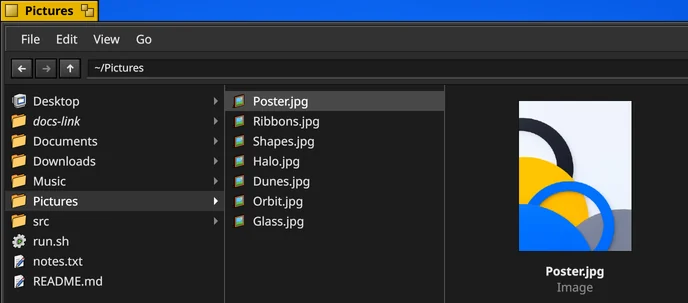 Pictures
File Edit View Go
~/Pictures
Desktop
docs-link
Documents
Downloads
Music
Pictures
src
run.sh
notes.txt
README.md
Poster.jpg
Ribbons.jpg
Shapes.jpg
Halo.jpg
Dunes.jpg
Orbit.jpg
Glass.jpg
Poster.jpg
Image